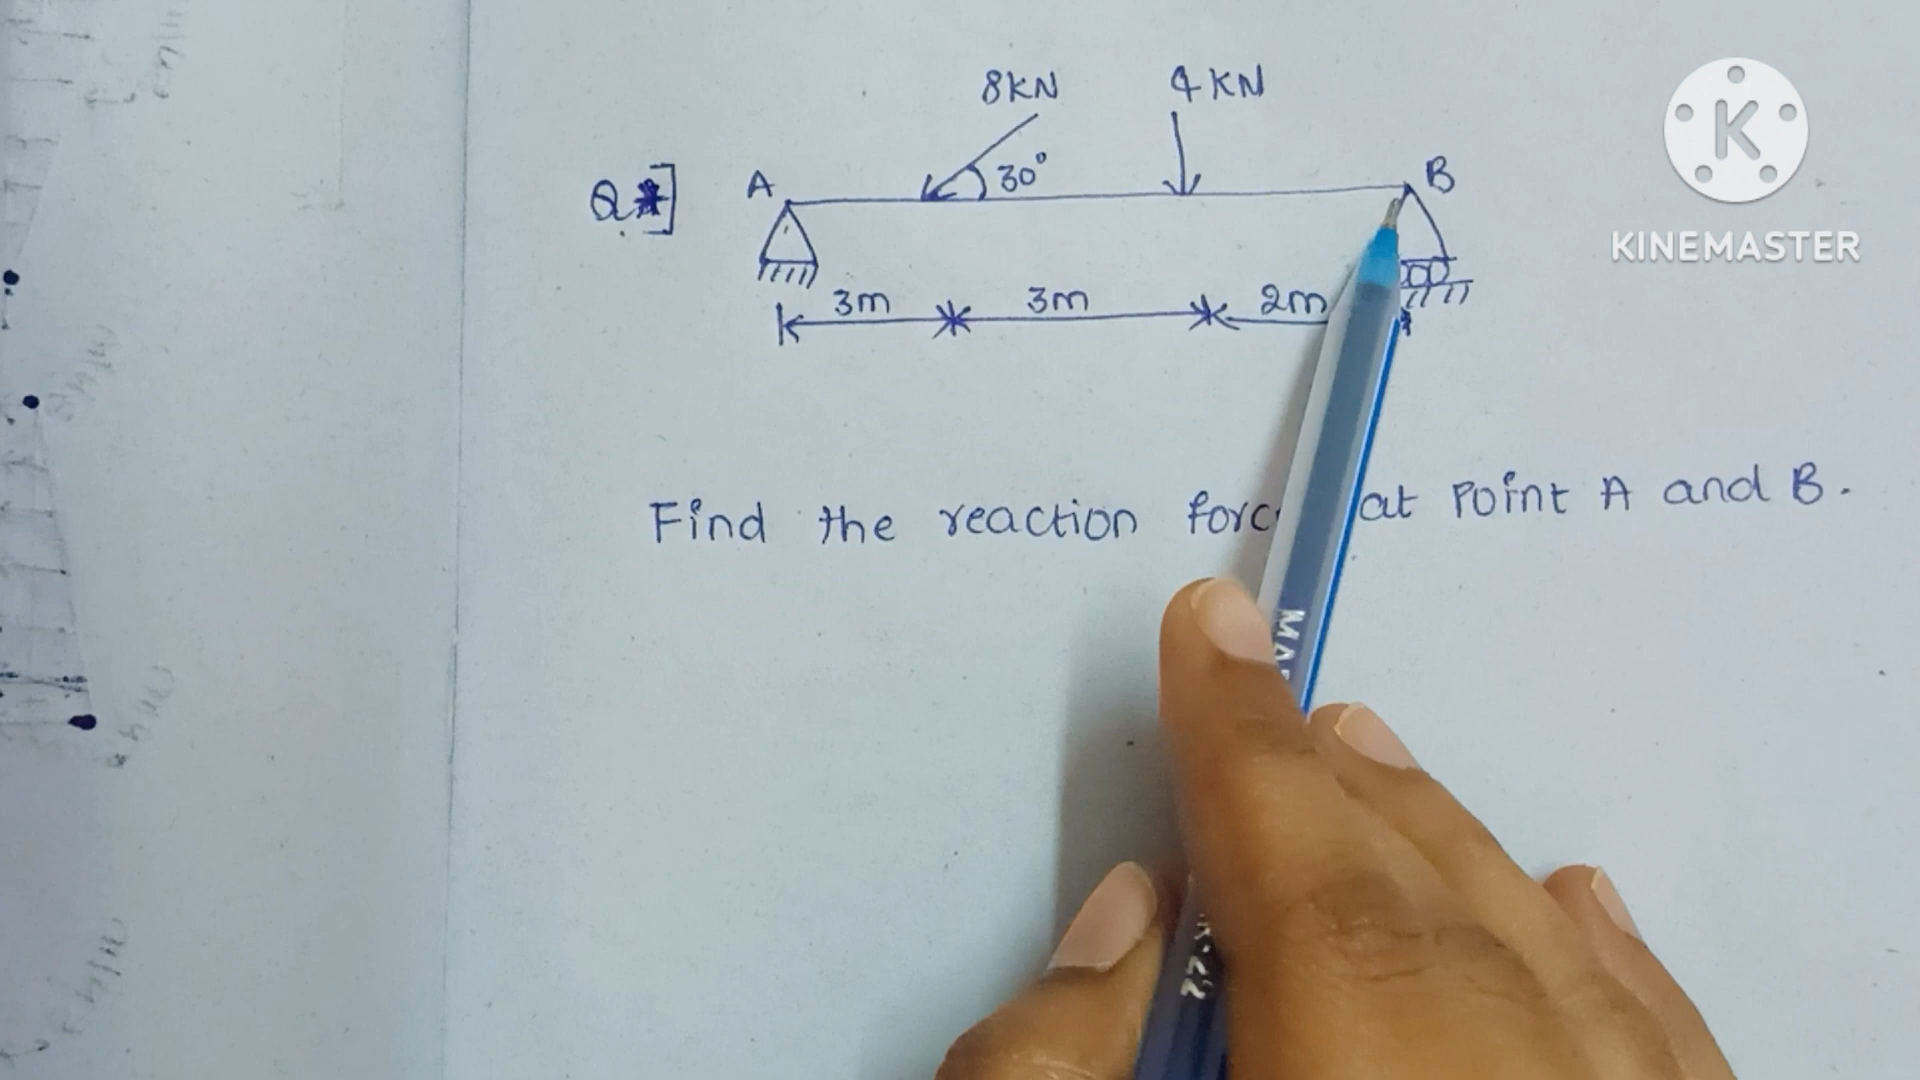 8KN 4KN
Q*] A 30° B
3m 3m 2m
Find the reaction forc at Point A and B.
K
KINEMASTER